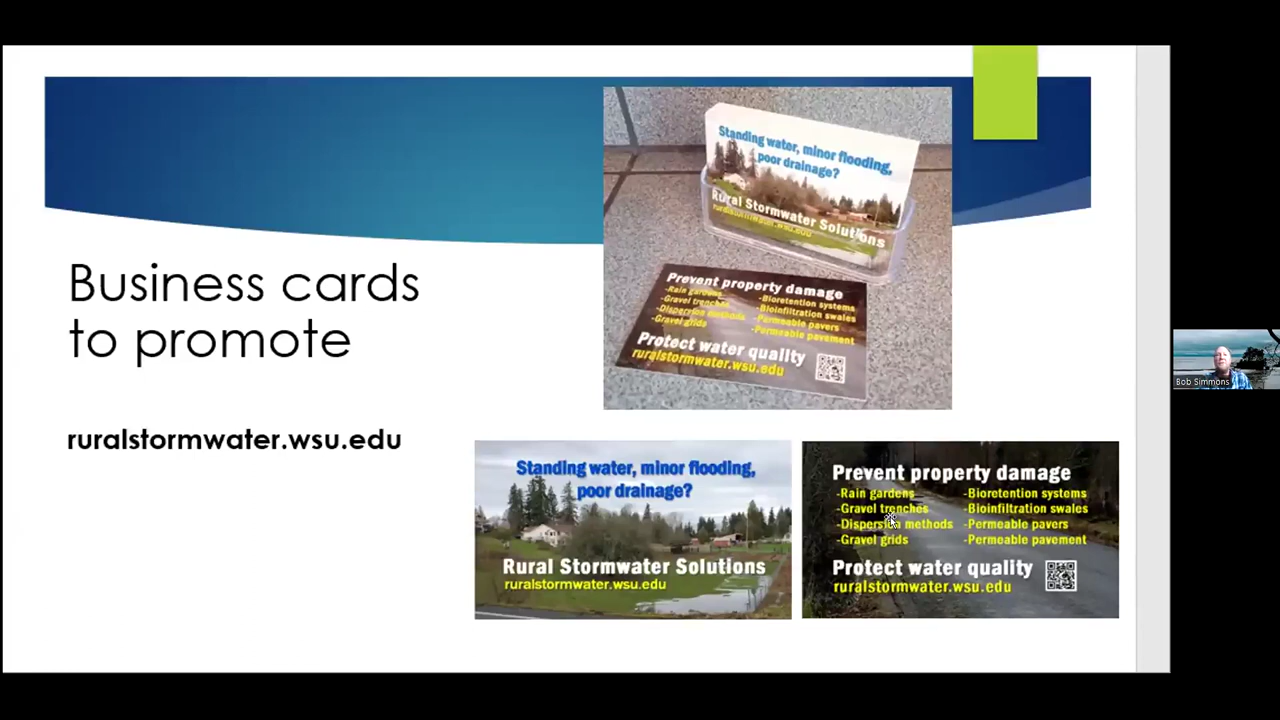 Business cards
to promote
ruralstormwater.wsu.edu
Standing water, minor flooding,
poor drainage?
Rural Stormwater Solutions
ruralstormwater.wsu.edu
Prevent property damage
-Rain gardens -Bioretention systems
-Gravel trenches -Bioinfiltration swales
-Dispersion methods -Permeable pavers
-Gravel grids -Permeable pavement
Protect water quality
ruralstormwater.wsu.edu
Standing water, minor flooding,
poor drainage?
Rural Stormwater Solutions
ruralstormwater.wsu.edu
Prevent property damage
-Rain gardens -Bioretention systems
-Gravel trenches -Bioinfiltration swales
-Dispersion methods -Permeable pavers
-Gravel grids -Permeable pavement
Protect water quality
ruralstormwater.wsu.edu
Bob Simmons